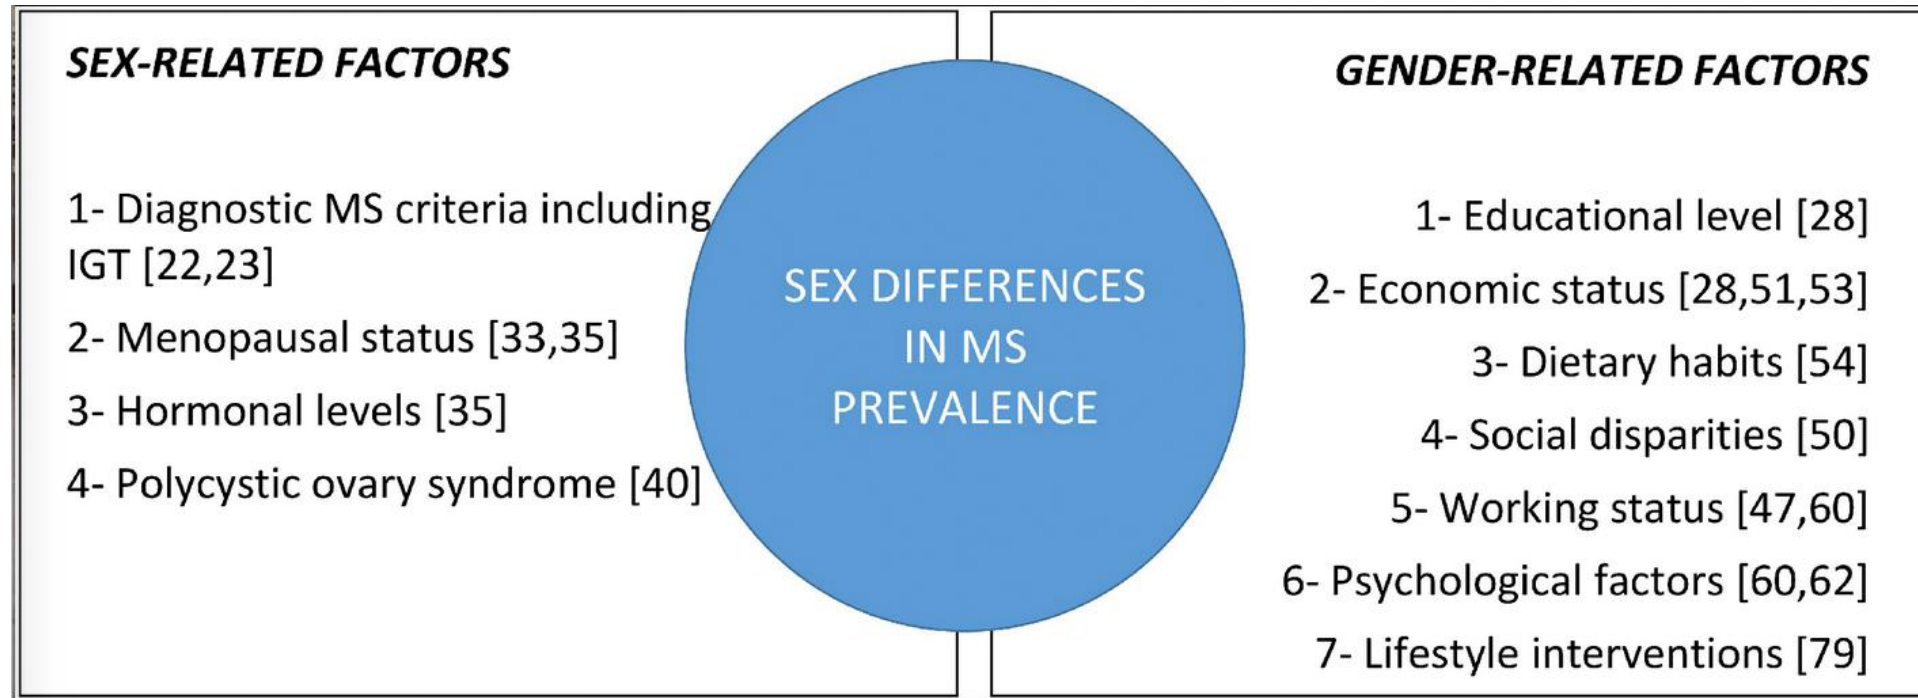 SEX-RELATED FACTORS
1- Diagnostic MS criteria including
IGT [22,23]
2- Menopausal status [33,35]
3- Hormonal levels [35]
4- Polycystic ovary syndrome [40]
SEX DIFFERENCES
IN MS
PREVALENCE
GENDER-RELATED FACTORS
1- Educational level [28]
2- Economic status [28,51,53]
3- Dietary habits [54]
4- Social disparities [50]
5- Working status [47,60]
6- Psychological factors [60,62]
7- Lifestyle interventions [79]